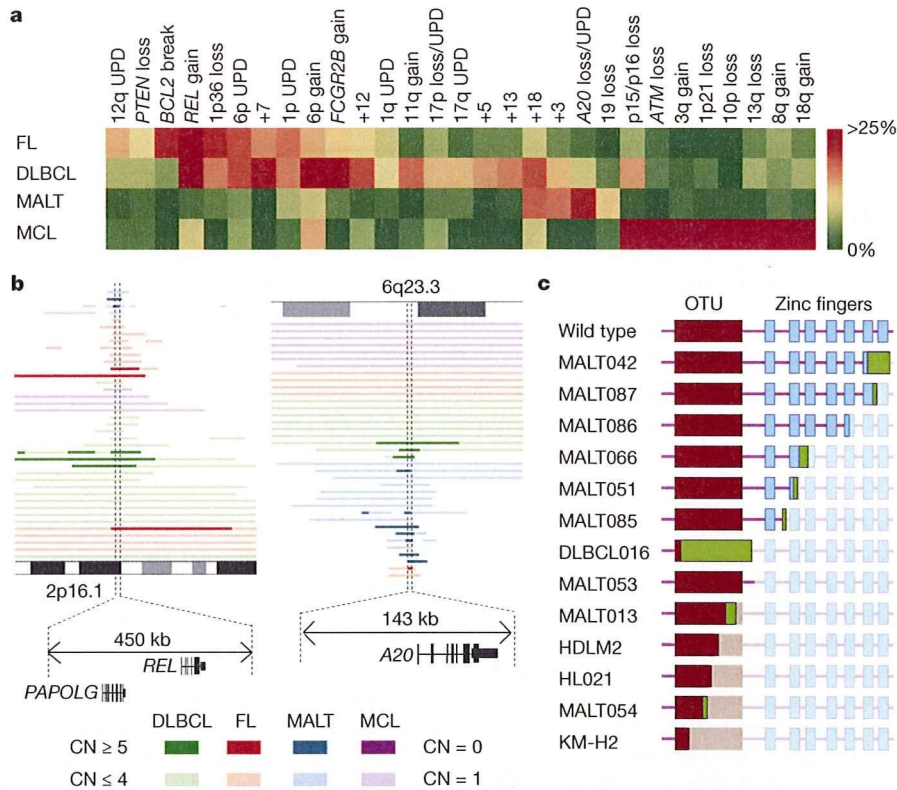 a
12q UPD
PTEN loss
BCL2 break
REL gain
1p36 loss
6p UPD
+7
1p UPD
6p gain
FCGR2B gain
+12
1q UPD
11q gain
17p loss/UPD
17q UPD
+5
+13
+18
+3
A20 loss/UPD
19 loss
p15/p16 loss
ATM loss
3q gain
1p21 loss
10p loss
13q loss
8q gain
18q gain
FL
DLBCL
MALT
MCL
>25%
0%
b
6q23.3
2p16.1
450 kb
REL
PAPOLG
143 kb
A20
DLBCL FL MALT MCL
CN ≥ 5 CN = 0
CN ≤ 4 CN = 1
c
OTU Zinc fingers
Wild type
MALT042
MALT087
MALT086
MALT066
MALT051
MALT085
DLBCL016
MALT053
MALT013
HDLM2
HL021
MALT054
KM-H2